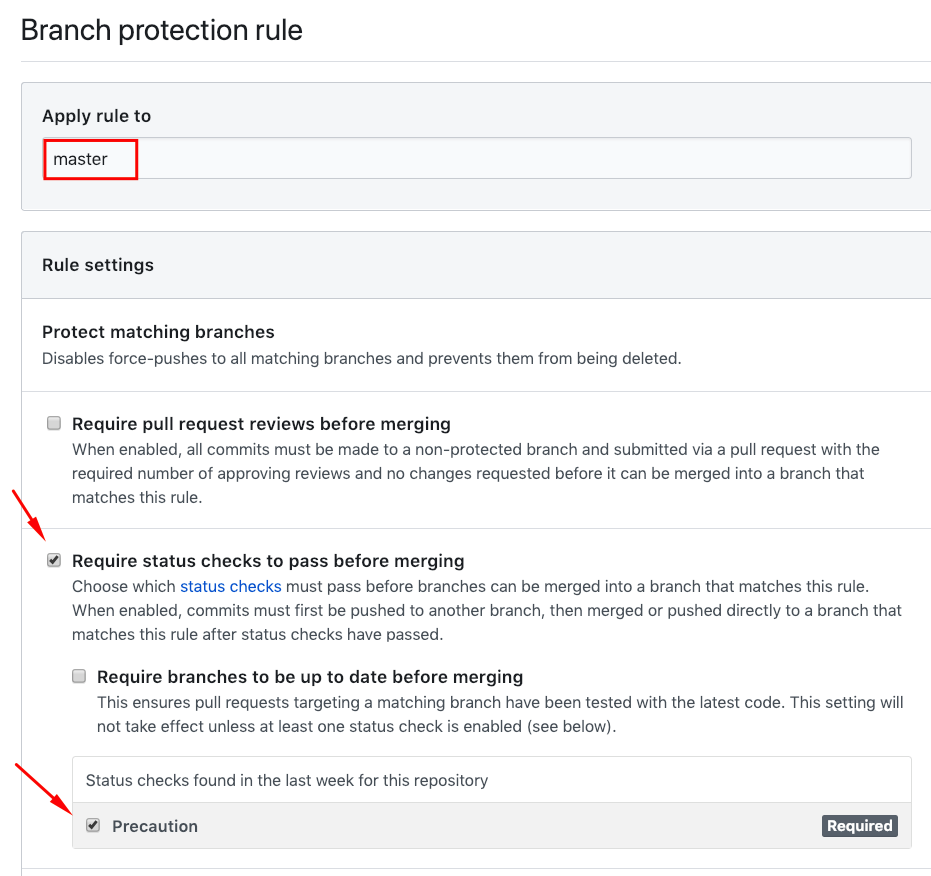 Branch protection rule
Apply rule to
master
Rule settings
Protect matching branches
Disables force-pushes to all matching branches and prevents them from being deleted.
Require pull request reviews before merging
When enabled, all commits must be made to a non-protected branch and submitted via a pull request with the
required number of approving reviews and no changes requested before it can be merged into a branch that
matches this rule.
Require status checks to pass before merging
Choose which status checks must pass before branches can be merged into a branch that matches this rule.
When enabled, commits must first be pushed to another branch, then merged or pushed directly to a branch that
matches this rule after status checks have passed.
Require branches to be up to date before merging
This ensures pull requests targeting a matching branch have been tested with the latest code. This setting will
not take effect unless at least one status check is enabled (see below).
Status checks found in the last week for this repository
Precaution Required